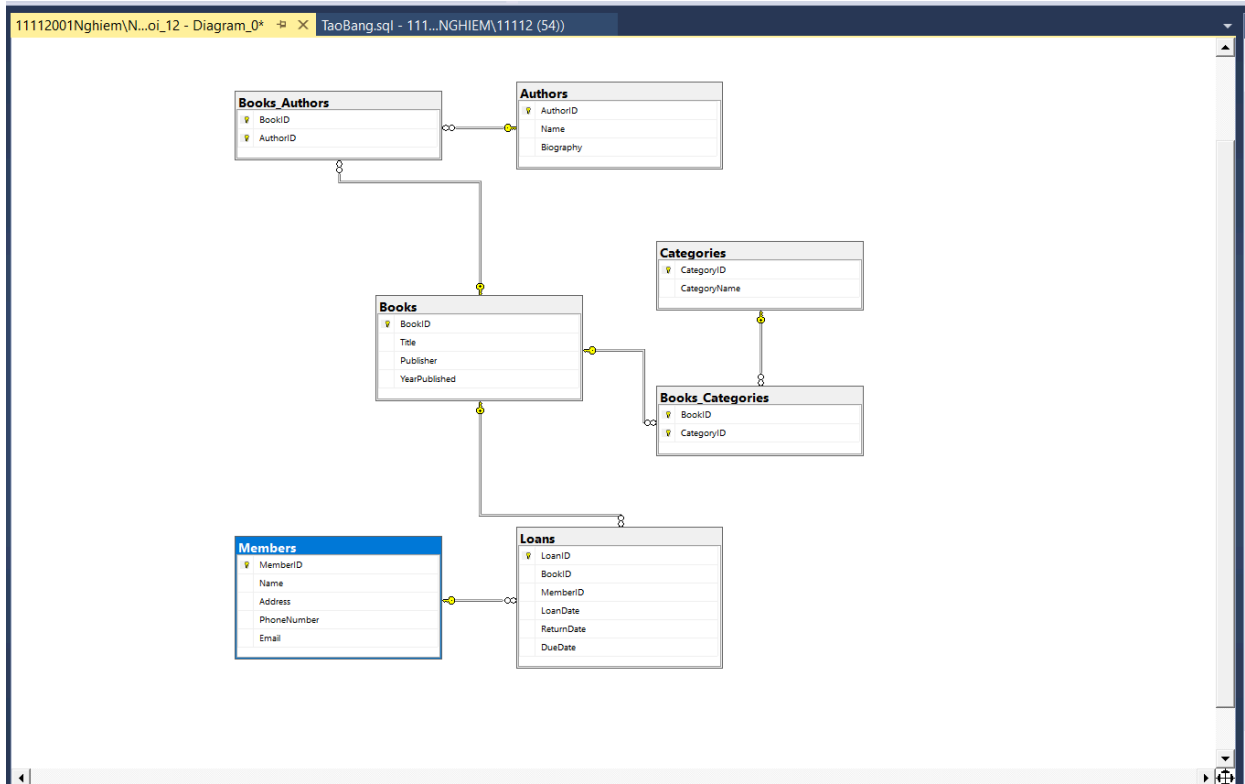 11112001Nghiem\N...oi_12 - Diagram_0*
TaoBang.sql - 111...NGHIEM\11112 (54))
Books_Authors
BookID
AuthorID
Authors
AuthorID
Name
Biography
Categories
CategoryID
CategoryName
Books
BookID
Title
Publisher
YearPublished
Books_Categories
BookID
CategoryID
Members
MemberID
Name
Address
PhoneNumber
Email
Loans
LoanID
BookID
MemberID
LoanDate
ReturnDate
DueDate